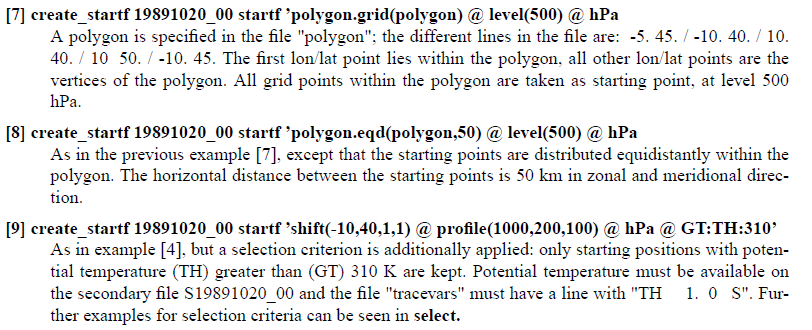 [7] create_startf 19891020_00 startf ’polygon.grid(polygon) @ level(500) @ hPa
A polygon is specified in the file "polygon"; the different lines in the file are:  -5. 45. / -10. 40. / 10.
40. / 10  50. / -10. 45. The first lon/lat point lies within the polygon, all other lon/lat points are the
vertices of the polygon. All grid points within the polygon are taken as starting point, at level 500
hPa.
[8] create_startf 19891020_00 startf ’polygon.eqd(polygon,50) @ level(500) @ hPa
As in the previous example [7], except that the starting points are distributed equidistantly within the
polygon. The horizontal distance between the starting points is 50 km in zonal and meridional direc-
tion.
[9] create_startf 19891020_00 startf ’shift(-10,40,1,1) @ profile(1000,200,100) @ hPa @ GT:TH:310’
As in example [4], but a selection criterion is additionally applied: only starting positions with poten-
tial temperature (TH) greater than (GT) 310 K are kept. Potential temperature must be available on
the secondary file S19891020_00 and the file "tracevars" must have a line with "TH    1.  0  S". Fur-
ther examples for selection criteria can be seen in select.